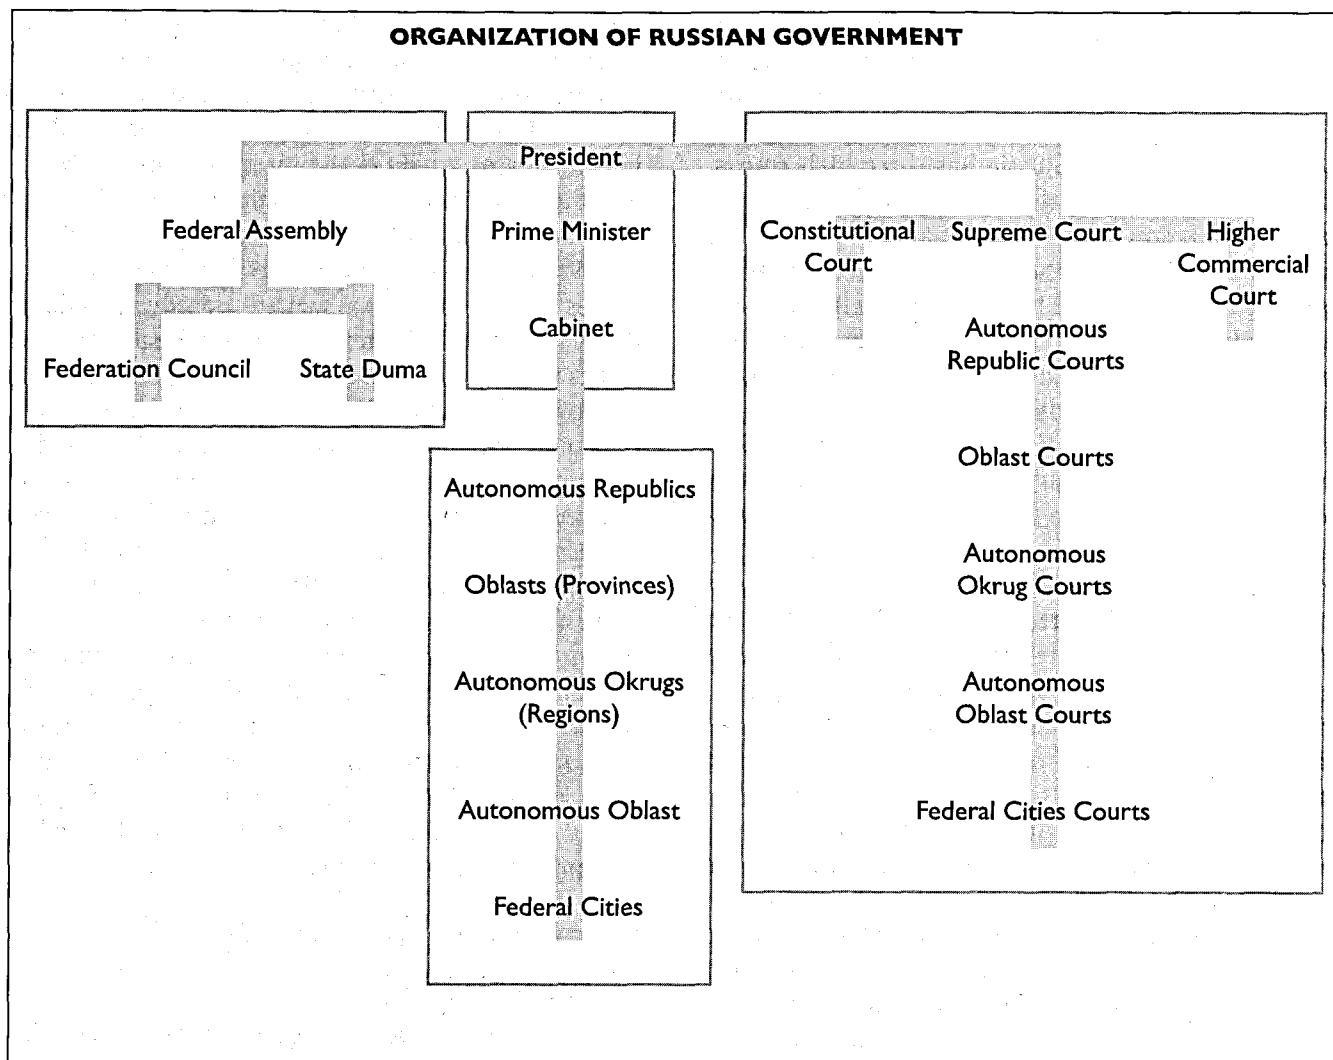 ORGANIZATION OF RUSSIAN GOVERNMENT
President
Federal Assembly
Federation Council
State Duma
Prime Minister
Cabinet
Autonomous Republics
Oblasts (Provinces)
Autonomous Okrugs
(Regions)
Autonomous Oblast
Federal Cities
Constitutional
Court
Supreme Court
Higher
Commercial
Court
Autonomous
Republic Courts
Oblast Courts
Autonomous
Okrug Courts
Autonomous
Oblast Courts
Federal Cities Courts